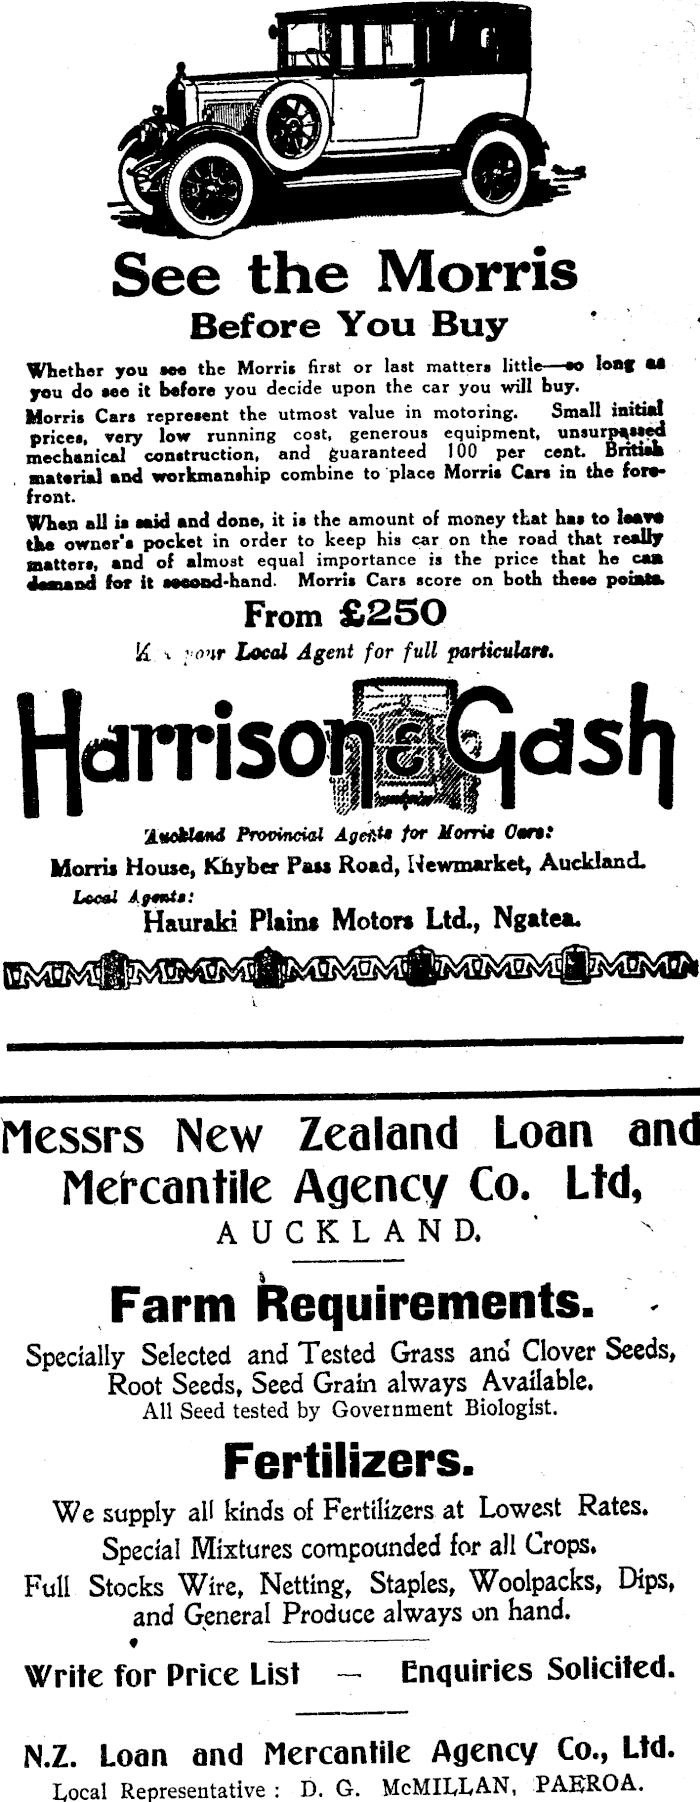 See the Morris
Before You Buy
Whether you see the Morris first or last matters little—so long as
you do see it before you decide upon the car you will buy.
Morris Cars represent the utmost value in motoring. Small initial
prices, very low running cost, generous equipment, unsurpassed
mechanical construction, and guaranteed 100 per cent. British
material and workmanship combine to place Morris Cars in the fore-
front.
When all is said and done, it is the amount of money that has to leave
the owner's pocket in order to keep his car on the road that really
matters, and of almost equal importance is the price that he can
demand for it second-hand. Morris Cars score on both these points.
From £250
your Local Agent for full particulars.
Harrison & Gash
Auckland Provincial Agents for Morris Cars:
Morris House, Khyber Pass Road, Newmarket, Auckland.
Local Agents:
Hauraki Plains Motors Ltd., Ngatea.
Messrs New Zealand Loan and
Mercantile Agency Co. Ltd,
AUCKLAND.
Farm Requirements.
Specially Selected and Tested Grass and Clover Seeds,
Root Seeds, Seed Grain always Available.
All Seed tested by Government Biologist.
Fertilizers.
We supply all kinds of Fertilizers at Lowest Rates.
Special Mixtures compounded for all Crops.
Full Stocks Wire, Netting, Staples, Woolpacks, Dips,
and General Produce always on hand.
Write for Price List — Enquiries Solicited.
N.Z. Loan and Mercantile Agency Co., Ltd.
Local Representative : D. G. McMILLAN, PAEROA.